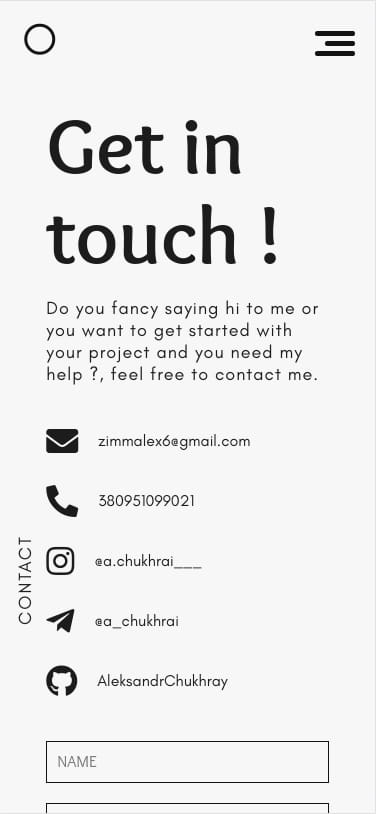 Get in
touch !
Do you fancy saying hi to me or
you want to get started with
your project and you need my
help ?, feel free to contact me.
zimmalex6@gmail.com
380951099021
@a.chukhrai___
CONTACT
@a_chukhrai
AleksandrChukhray
NAME